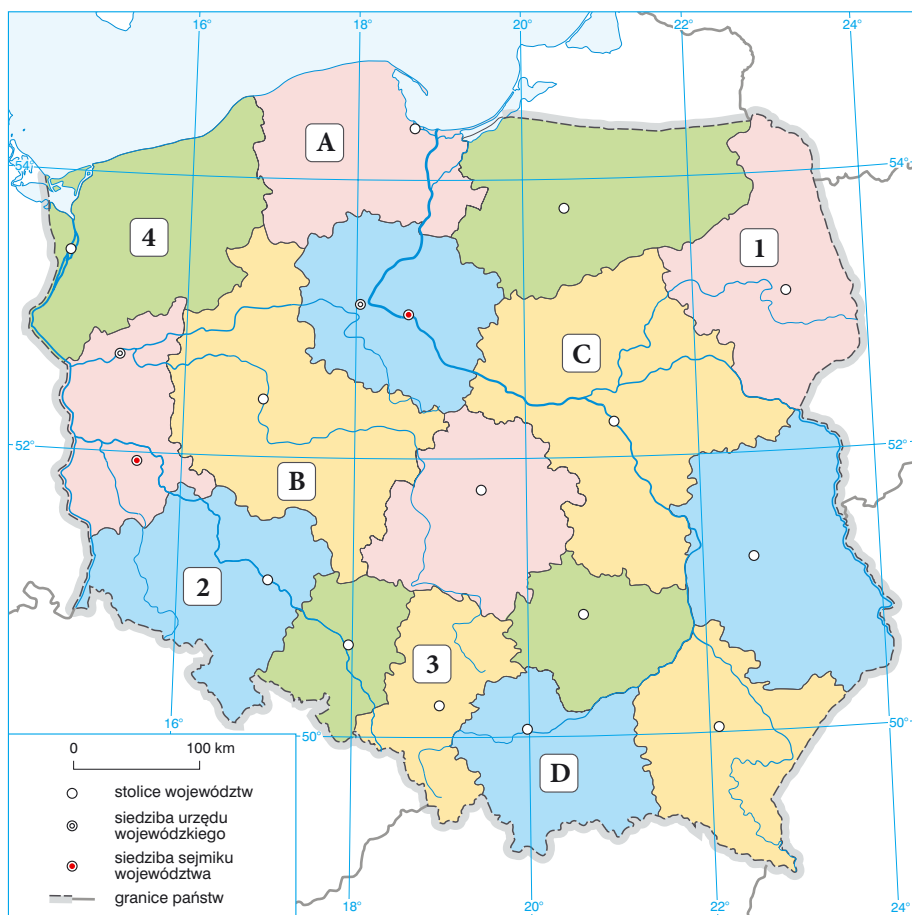 16° 18° 20° 22° 24°
A
54° 54°
4 1
C
52° 52°
B
2
3
16°
50° 50°
D
0 100 km
stolice województw
siedziba urzędu
wojewódzkiego
siedziba sejmiku
województwa
granice państw
18° 20° 22° 24°